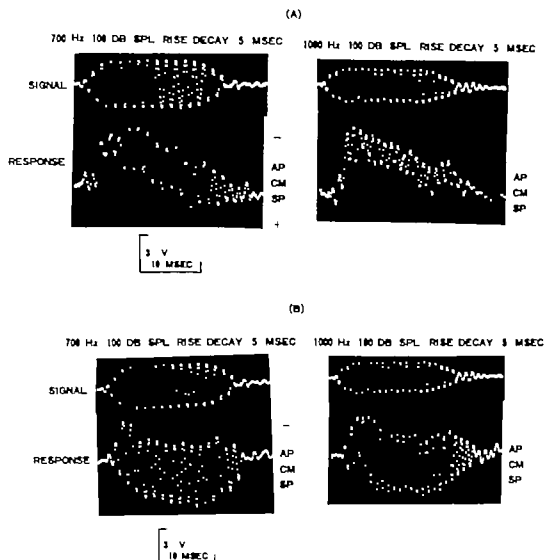 (A)
700 Hz 100 DB SPL RISE DECAY 5 MSEC
1000 Hz 100 DB SPL RISE DECAY 5 MSEC
SIGNAL
RESPONSE
−
AP
CM
SP
+
AP
CM
SP
3 V
10 MSEC
(B)
700 Hz 100 DB SPL RISE DECAY 5 MSEC
1000 Hz 100 DB SPL RISE DECAY 5 MSEC
SIGNAL
RESPONSE
−
AP
CM
SP
AP
CM
SP
3 V
10 MSEC